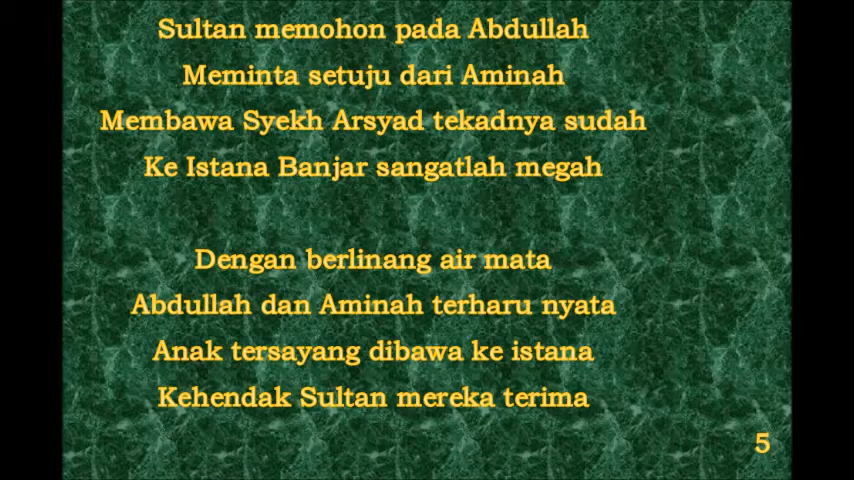 Sultan memohon pada Abdullah
Meminta setuju dari Aminah
Membawa Syekh Arsyad tekadnya sudah
Ke Istana Banjar sangatlah megah
Dengan berlinang air mata
Abdullah dan Aminah terharu nyata
Anak tersayang dibawa ke istana
Kehendak Sultan mereka terima
5